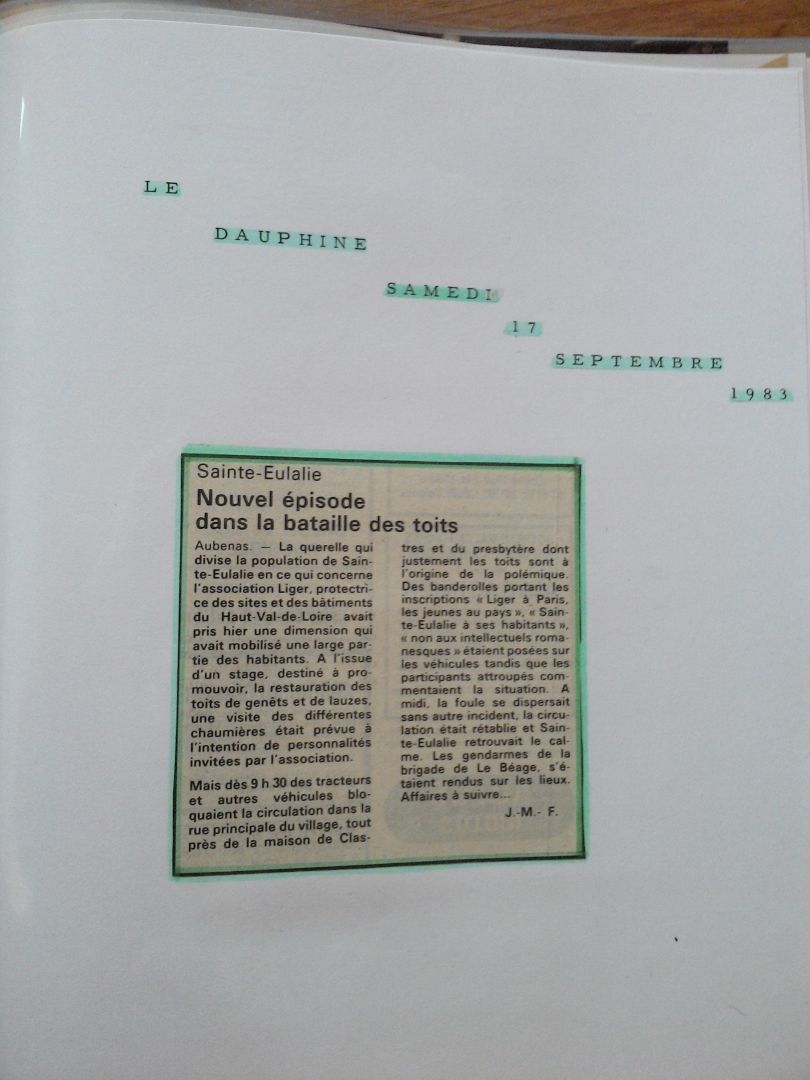 LE
DAUPHINE
SAMEDI
17
SEPTEMBRE
1983
Sainte-Eulalie
Nouvel épisode
dans la bataille des toits
Aubenas. — La querelle qui
divise la population de Sain-
te-Eulalie en ce qui concerne
l'association Liger, protectri-
ce des sites et des bâtiments
du Haut-Val-de-Loire avait
pris hier une dimension qui
avait mobilisé une large par-
tie des habitants. A l'issue
d'un stage, destiné à pro-
mouvoir, la restauration des
toits de genêts et de lauzes,
une visite des différentes
chaumières était prévue à
l'intention de personnalités
invitées par l'association.
Mais dès 9 h 30 des tracteurs
et autres véhicules blo-
quaient la circulation dans la
rue principale du village, tout
près de la maison de Clas-
tres et du presbytère dont
justement les toits sont à
l'origine de la polémique.
Des banderolles portant les
inscriptions « Liger à Paris,
les jeunes au pays », « Sain-
te-Eulalie à ses habitants »,
« non aux intellectuels roma-
nesques » étaient posées sur
les véhicules tandis que les
participants attroupés com-
mentaient la situation. A
midi, la foule se dispersait
sans autre incident, la circu-
lation était rétablie et Sain-
te-Eulalie retrouvait le cal-
me. Les gendarmes de la
brigade de Le Béage, s'é-
taient rendus sur les lieux.
Affaires à suivre...
J.-M.- F.